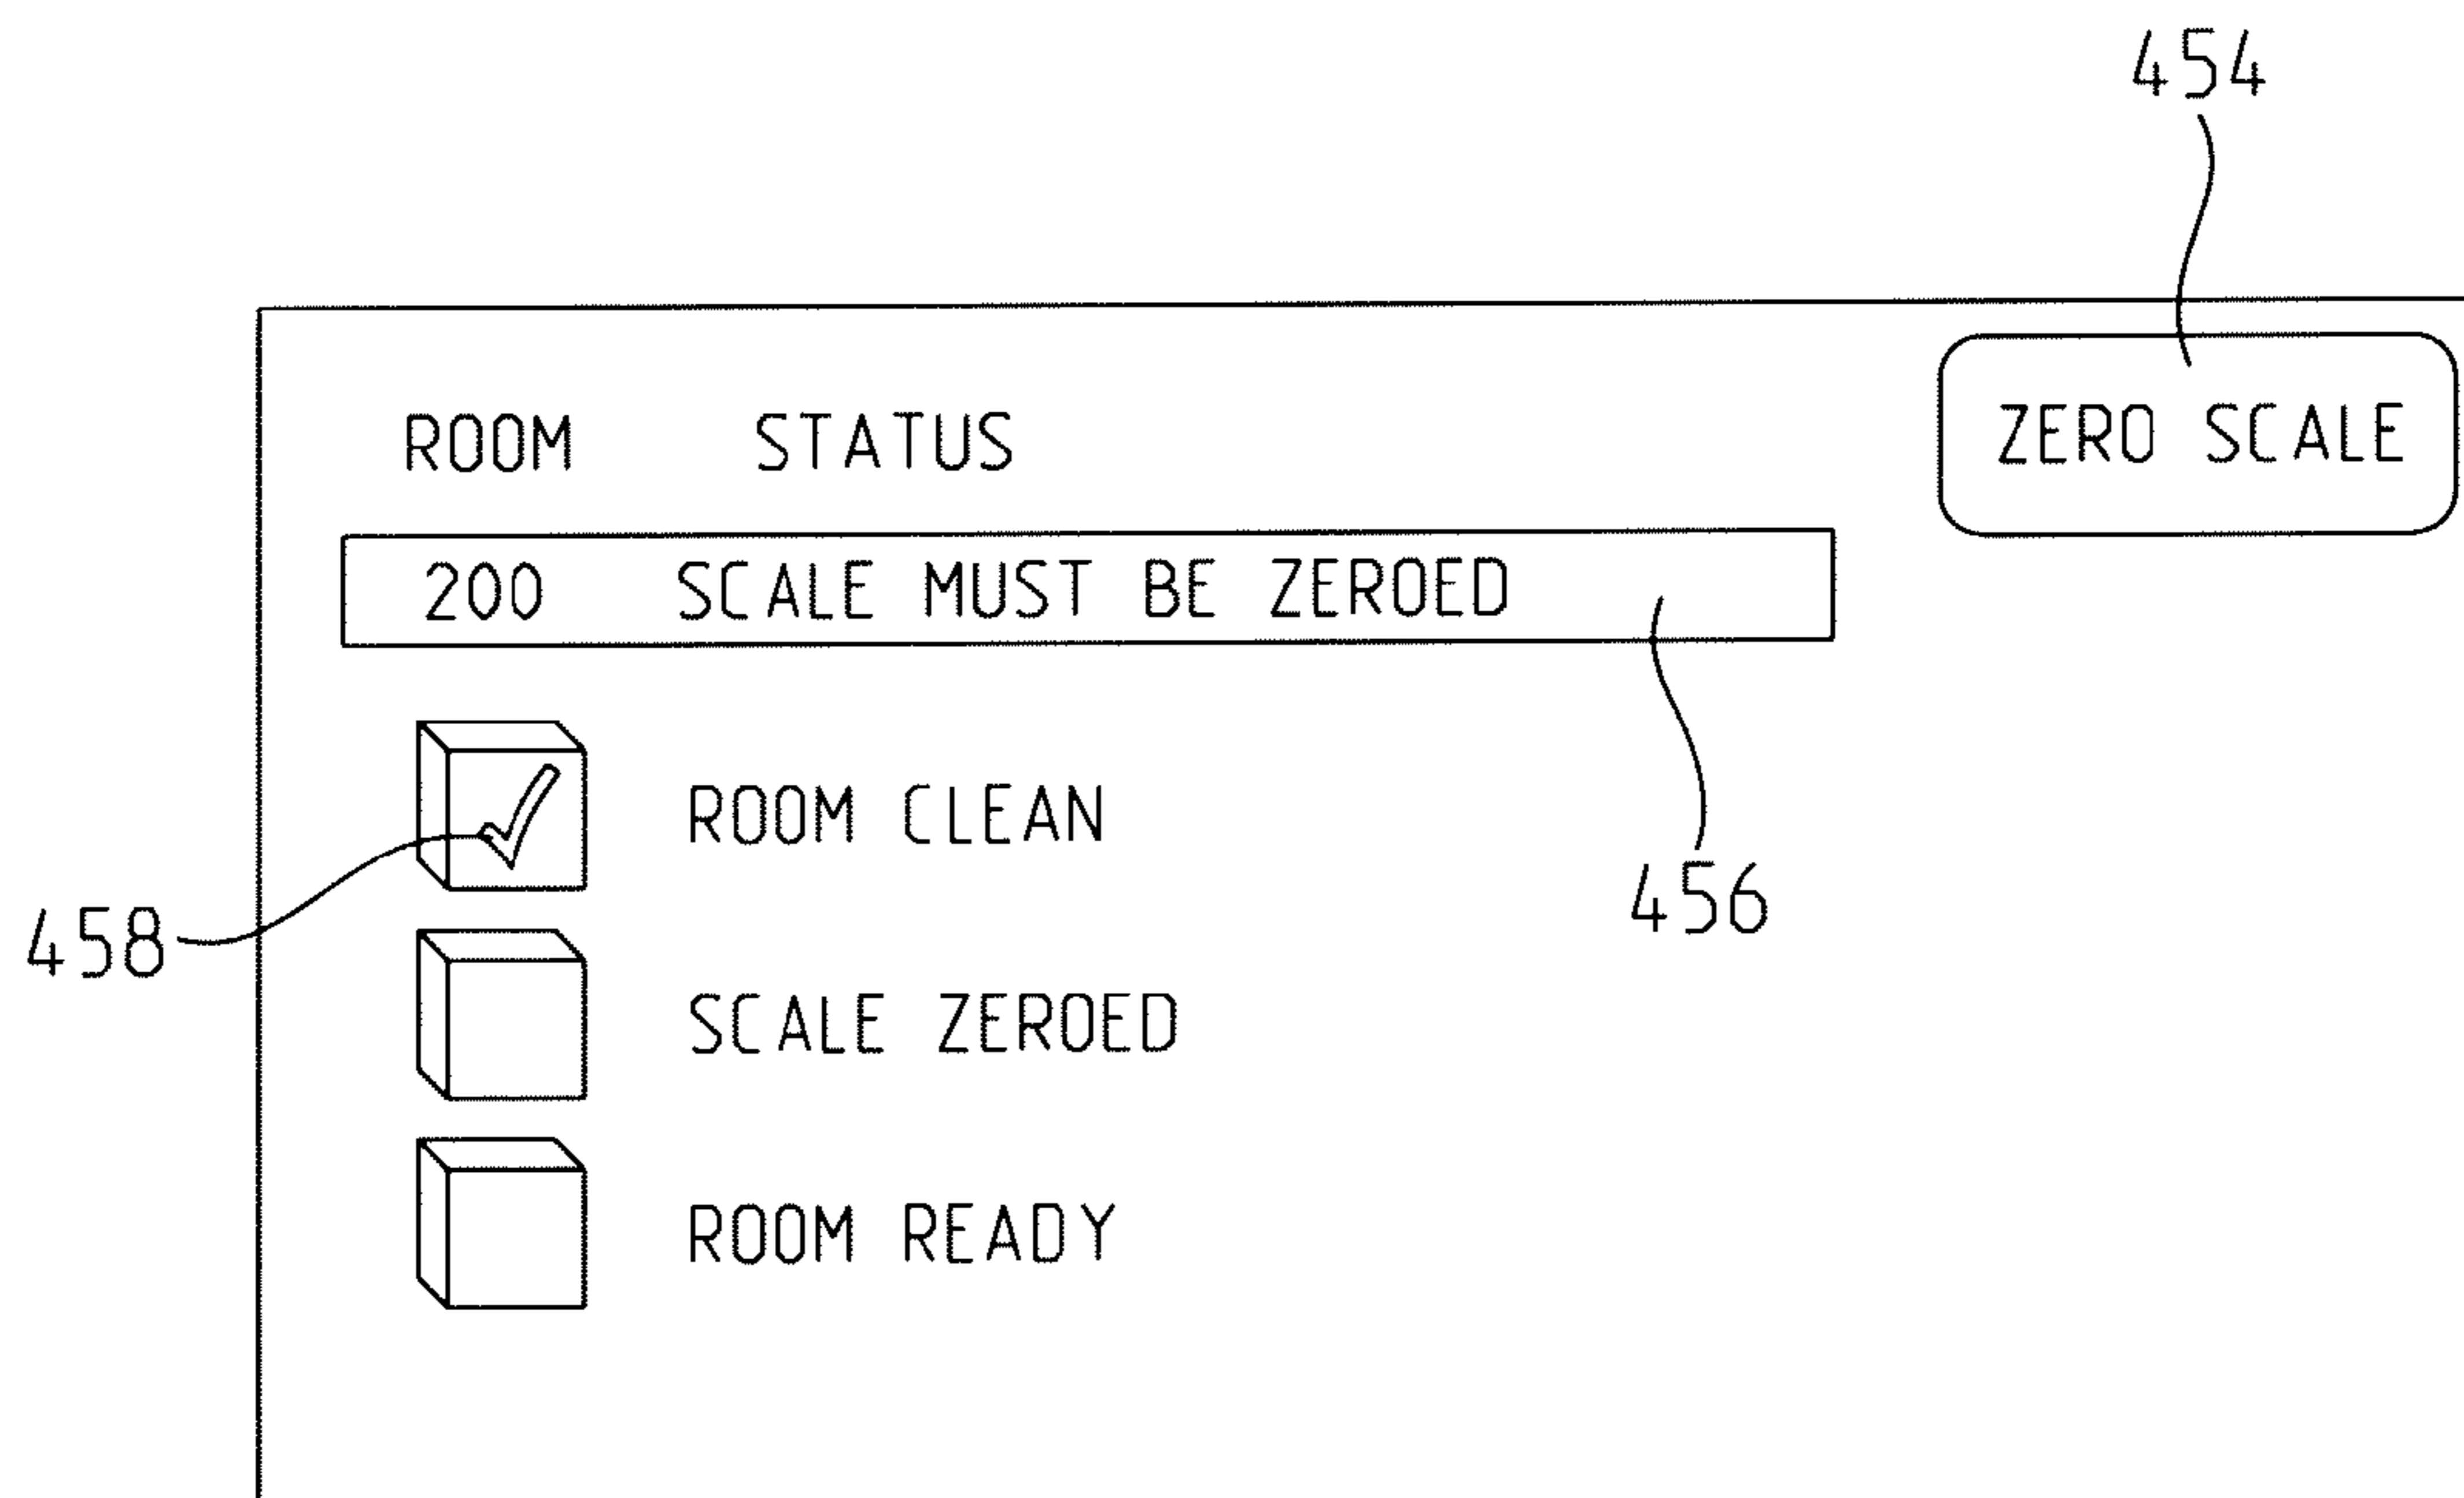 454
ROOM STATUS ZERO SCALE
200 SCALE MUST BE ZEROED
ROOM CLEAN
456
458
SCALE ZEROED
ROOM READY